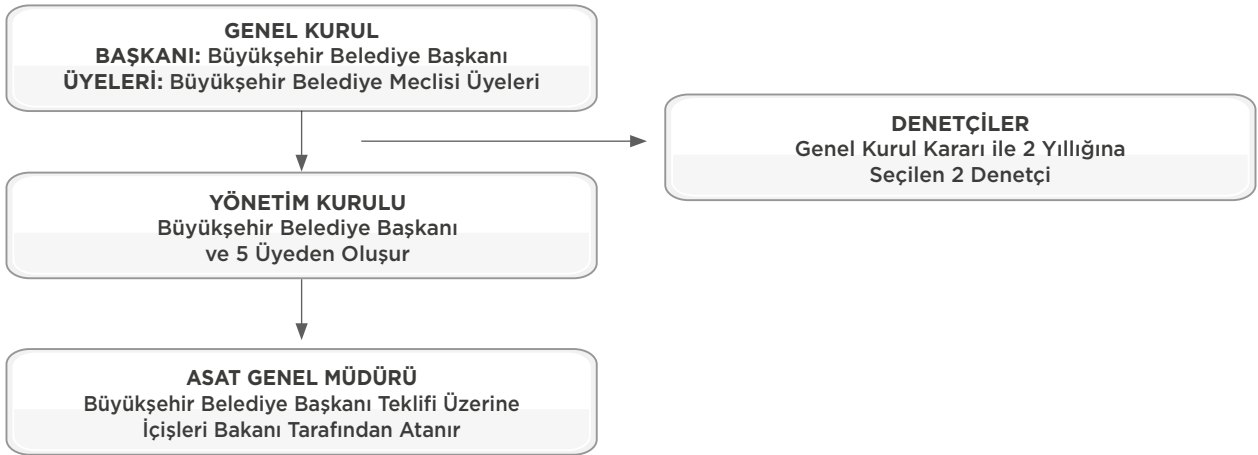 GENEL KURUL
BAŞKANI: Büyükşehir Belediye Başkanı
ÜYELERİ: Büyükşehir Belediye Meclisi Üyeleri
DENETÇİLER
Genel Kurul Kararı ile 2 Yıllığına
Seçilen 2 Denetçi
YÖNETİM KURULU
Büyükşehir Belediye Başkanı
ve 5 Üyeden Oluşur
ASAT GENEL MÜDÜRÜ
Büyükşehir Belediye Başkanı Teklifi Üzerine
İçişleri Bakanı Tarafından Atanır